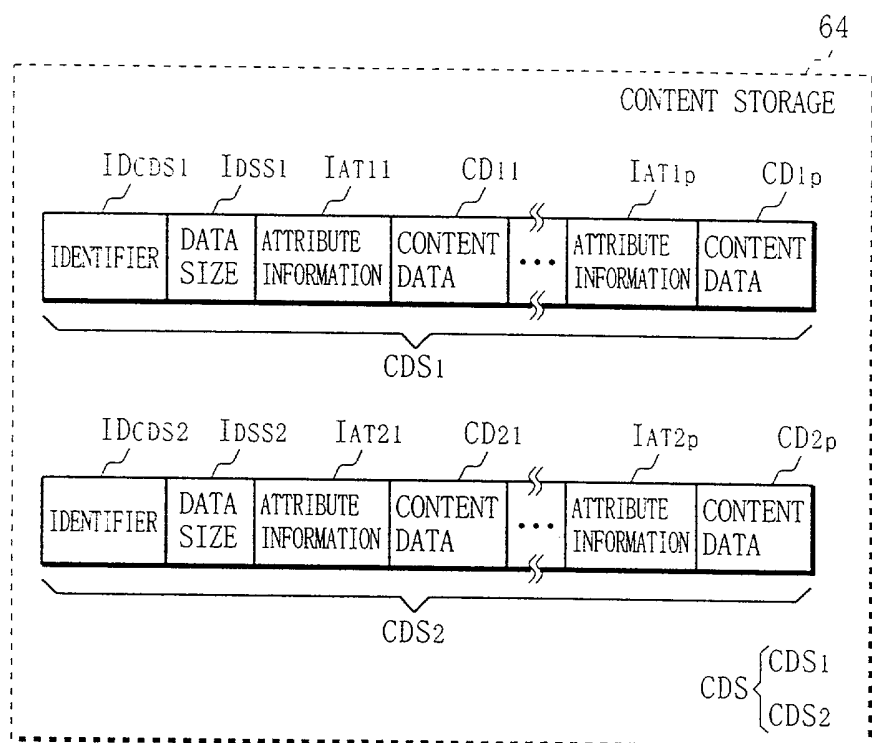 64
CONTENT STORAGE
IDCDS1 IDSS1 IAT11 CD11 IAT1p CD1p
IDENTIFIER DATA SIZE ATTRIBUTE INFORMATION CONTENT DATA ••• ATTRIBUTE INFORMATION CONTENT DATA
CDS1
IDCDS2 IDSS2 IAT21 CD21 IAT2p CD2p
IDENTIFIER DATA SIZE ATTRIBUTE INFORMATION CONTENT DATA ••• ATTRIBUTE INFORMATION CONTENT DATA
CDS2
CDS { CDS1
CDS2